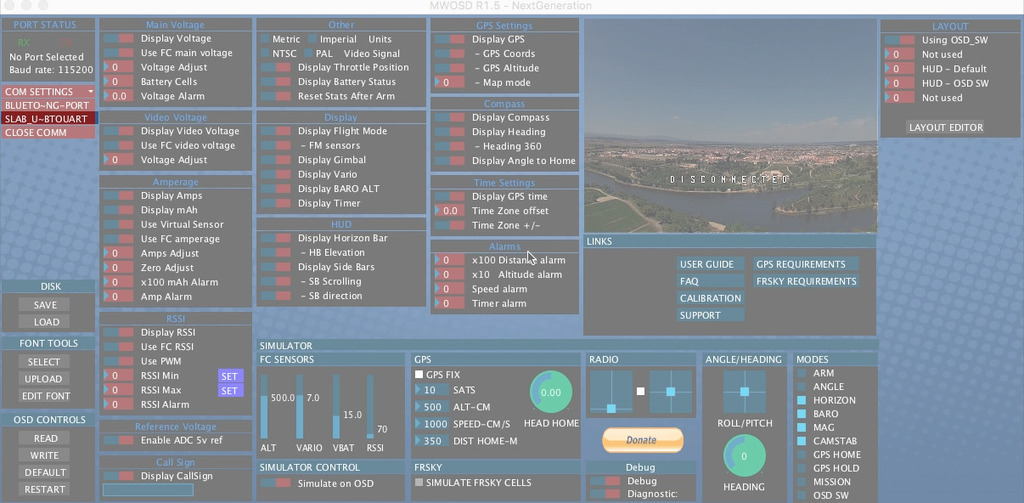 MWOSD R1.5 - NextGeneration
PORT STATUS
RX
No Port Selected
Baud rate: 115200
COM SETTINGS
BLUETO~NG-PORT
SLAB_U~BTOUART
CLOSE COMM
DISK
SAVE
LOAD
FONT TOOLS
SELECT
UPLOAD
EDIT FONT
OSD CONTROLS
READ
WRITE
DEFAULT
RESTART
Main Voltage
Display Voltage
Use FC main voltage
0 Voltage Adjust
0 Battery Cells
0.0 Voltage Alarm
Video Voltage
Display Video Voltage
Use FC video voltage
0 Voltage Adjust
Amperage
Display Amps
Display mAh
Use Virtual Sensor
Use FC amperage
0 Amps Adjust
0 Zero Adjust
0 x100 mAh Alarm
0 Amp Alarm
RSSI
Display RSSI
Use FC RSSI
Use PWM
0 RSSI Min SET
0 RSSI Max SET
0 RSSI Alarm
Reference Voltage
Enable ADC 5v ref
Call Sign
Display CallSign
Other
Metric Imperial Units
NTSC PAL Video Signal
Display Throttle Position
Display Battery Status
Reset Stats After Arm
Display
Display Flight Mode
- FM sensors
Display Gimbal
Display Vario
Display BARO ALT
Display Timer
HUD
Display Horizon Bar
- HB Elevation
Display Side Bars
- SB Scrolling
- SB direction
GPS Settings
Display GPS
- GPS Coords
- GPS Altitude
0 - Map mode
Compass
Display Compass
Display Heading
- Heading 360
Display Angle to Home
Time Settings
Display GPS time
0.0 Time Zone offset
Time Zone +/-
Alarms
0 x100 Distance alarm
0 x10 Altitude alarm
0 Speed alarm
0 Timer alarm
DISCONNECTED
LINKS
USER GUIDE GPS REQUIREMENTS
FAQ FRSKY REQUIREMENTS
CALIBRATION
SUPPORT
LAYOUT
Using OSD_SW
0 Not used
0 HUD - Default
0 HUD - OSD SW
0 Not used
LAYOUT EDITOR
SIMULATOR
FC SENSORS
500.0 7.0 15.0 70
ALT VARIO VBAT RSSI
SIMULATOR CONTROL
Simulate on OSD
GPS
GPS FIX
10 SATS
500 ALT-CM
1000 SPEED-CM/S
350 DIST HOME-M
0.00
HEAD HOME
FRSKY
SIMULATE FRSKY CELLS
RADIO
Donate
Debug
Debug
Diagnostic:
ANGLE/HEADING
ROLL/PITCH
0
HEADING
MODES
ARM
ANGLE
HORIZON
BARO
MAG
CAMSTAB
GPS HOME
GPS HOLD
MISSION
OSD SW